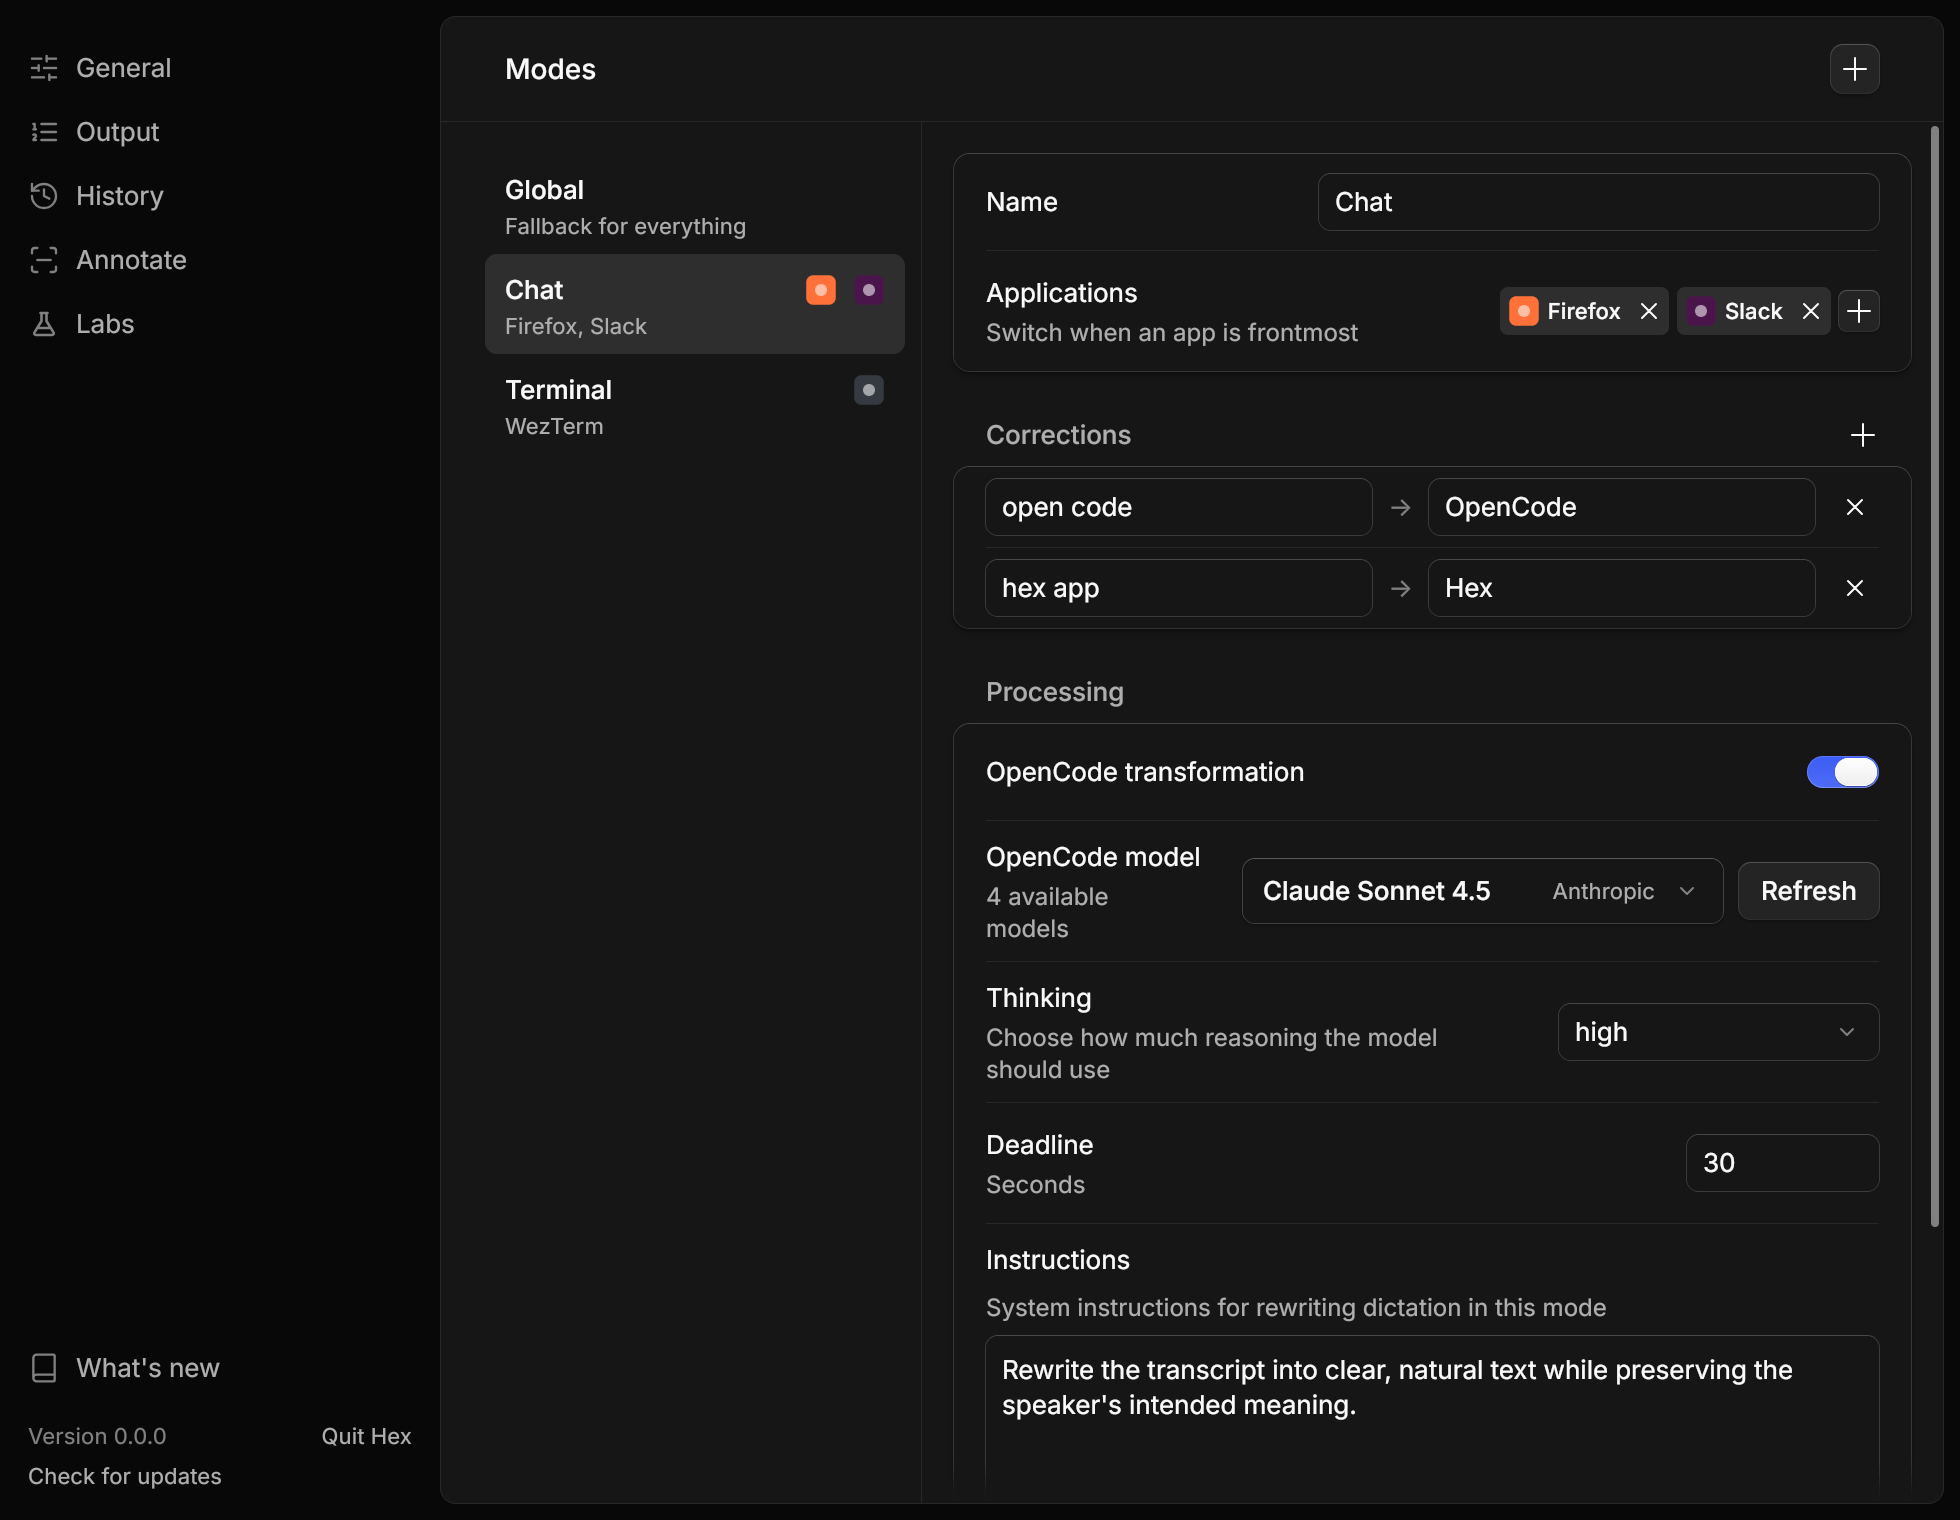 General
Output
History
Annotate
Labs
What's new
Version 0.0.0
Quit Hex
Check for updates
Modes
Global
Fallback for everything
Chat
Firefox, Slack
Terminal
WezTerm
Name
Chat
Applications
Switch when an app is frontmost
Firefox
Slack
Corrections
open code
OpenCode
hex app
Hex
Processing
OpenCode transformation
OpenCode model
4 available
models
Claude Sonnet 4.5
Anthropic
Refresh
Thinking
Choose how much reasoning the model
should use
high
Deadline
Seconds
30
Instructions
System instructions for rewriting dictation in this mode
Rewrite the transcript into clear, natural text while preserving the
speaker's intended meaning.